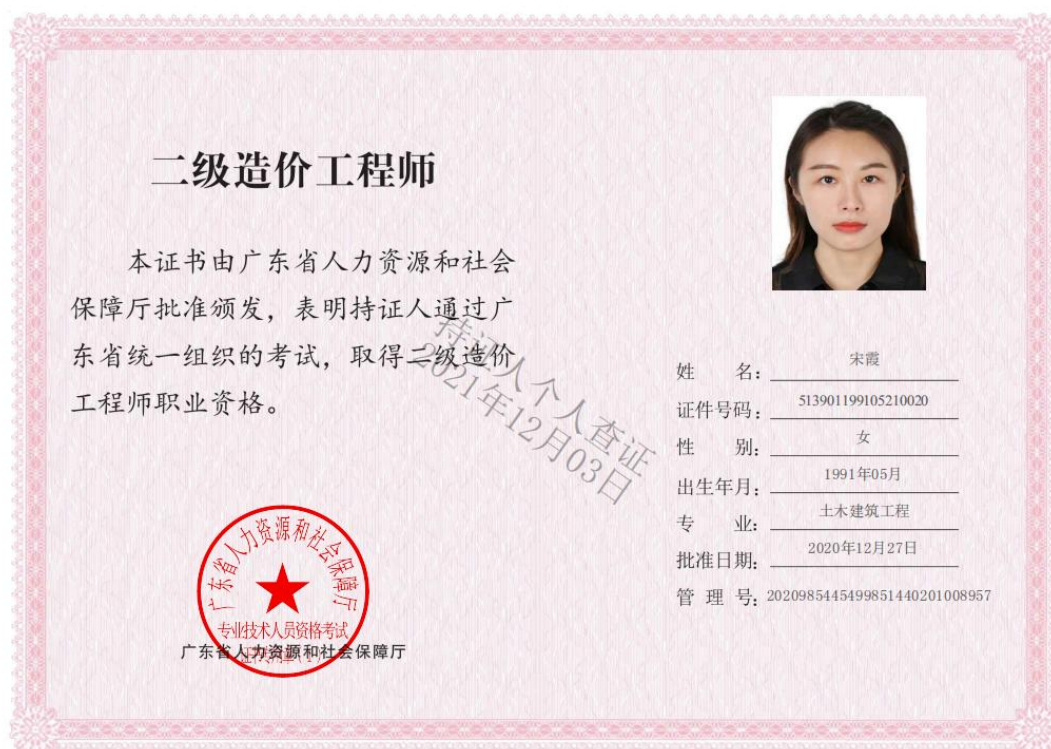 二级造价工程师
本证书由广东省人力资源和社会
保障厅批准颁发，表明持证人通过广
东省统一组织的考试，取得二级造价
工程师职业资格。
持证人个人查证
2021年12月03日
姓 名：宋霞
证件号码：513901199105210020
性 别：女
出生年月：1991年05月
专 业：土木建筑工程
批准日期：2020年12月27日
管 理 号：20209854454998514402010089​57
广东省人力资源和社会保障厅
专业技术人员资格考试
广东省人力资源和社会保障厅